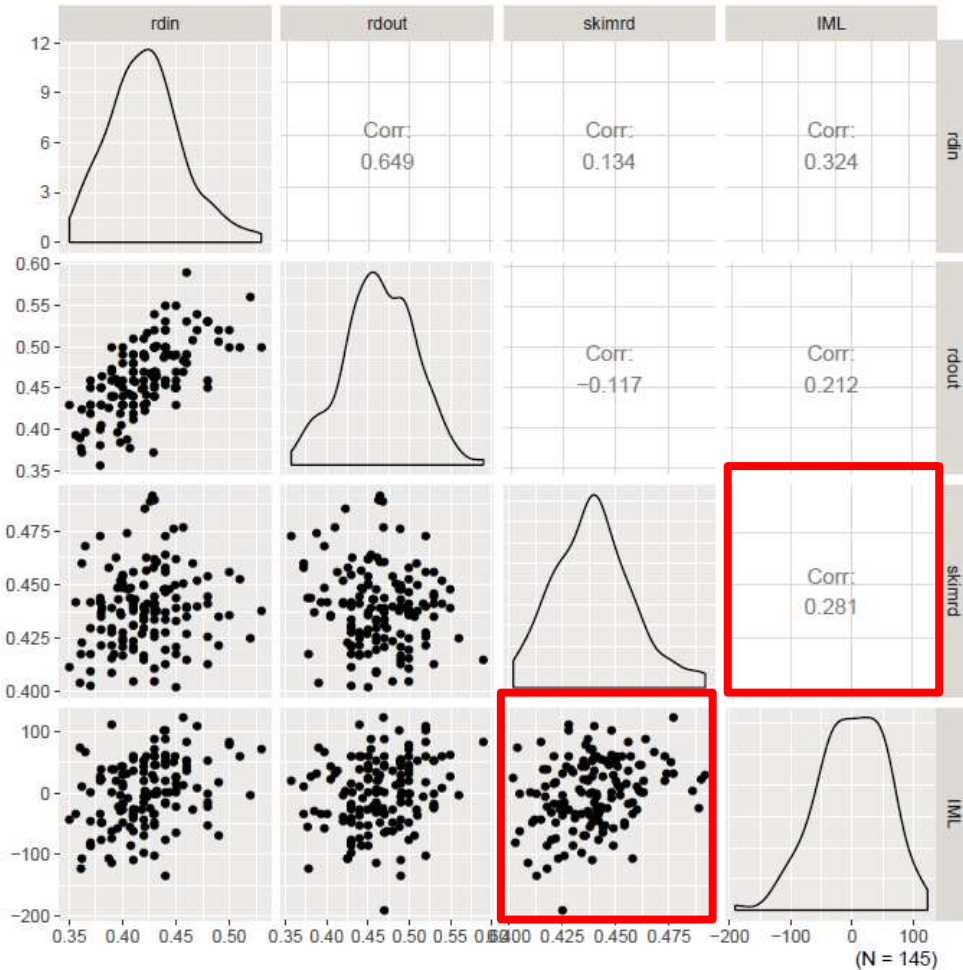 rdin rdout skimrd IML
12
9
6
3
0
Corr:
0.649
Corr:
0.134
Corr:
0.324
rdin
0.60
0.55
0.50
0.45
0.40
0.35
Corr:
−0.117
Corr:
0.212
rdout
0.475
0.450
0.425
0.400
Corr:
0.281
skimrd
100
0
−100
−200
IML
0.35 0.40 0.45 0.50 0.35 0.40 0.45 0.50 0.55 0.425 0.450 0.475 −200 −100 0 100
(N = 145)